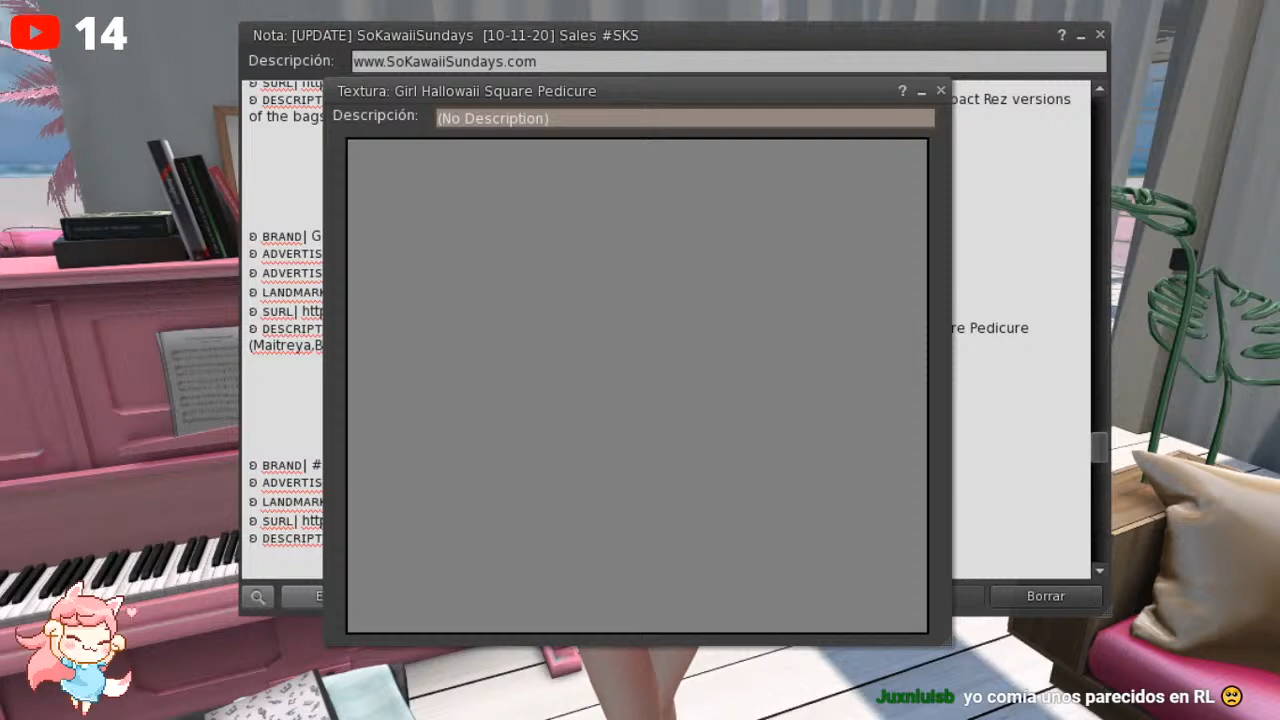 14
Nota: [UPDATE] SoKawaiiSundays [10-11-20] Sales #SKS
Descripción: www.SoKawaiiSundays.com
Textura: Girl Hallowaii Square Pedicure
Descripción: (No Description)
ʚ SURL| http
ʚ DESCRIPT
pact Rez versions
of the bags
ʚ BRAND| G
ʚ ADVERTIS
ʚ ADVERTIS
ʚ LANDMARK
ʚ SURL| http
ʚ DESCRIPT
re Pedicure
(Maitreya,B
ʚ BRAND| #
ʚ ADVERTIS
ʚ LANDMARK
ʚ SURL| http
ʚ DESCRIPT
E
Borrar
Juxnluisb yo comia unos parecidos en RL 🥺